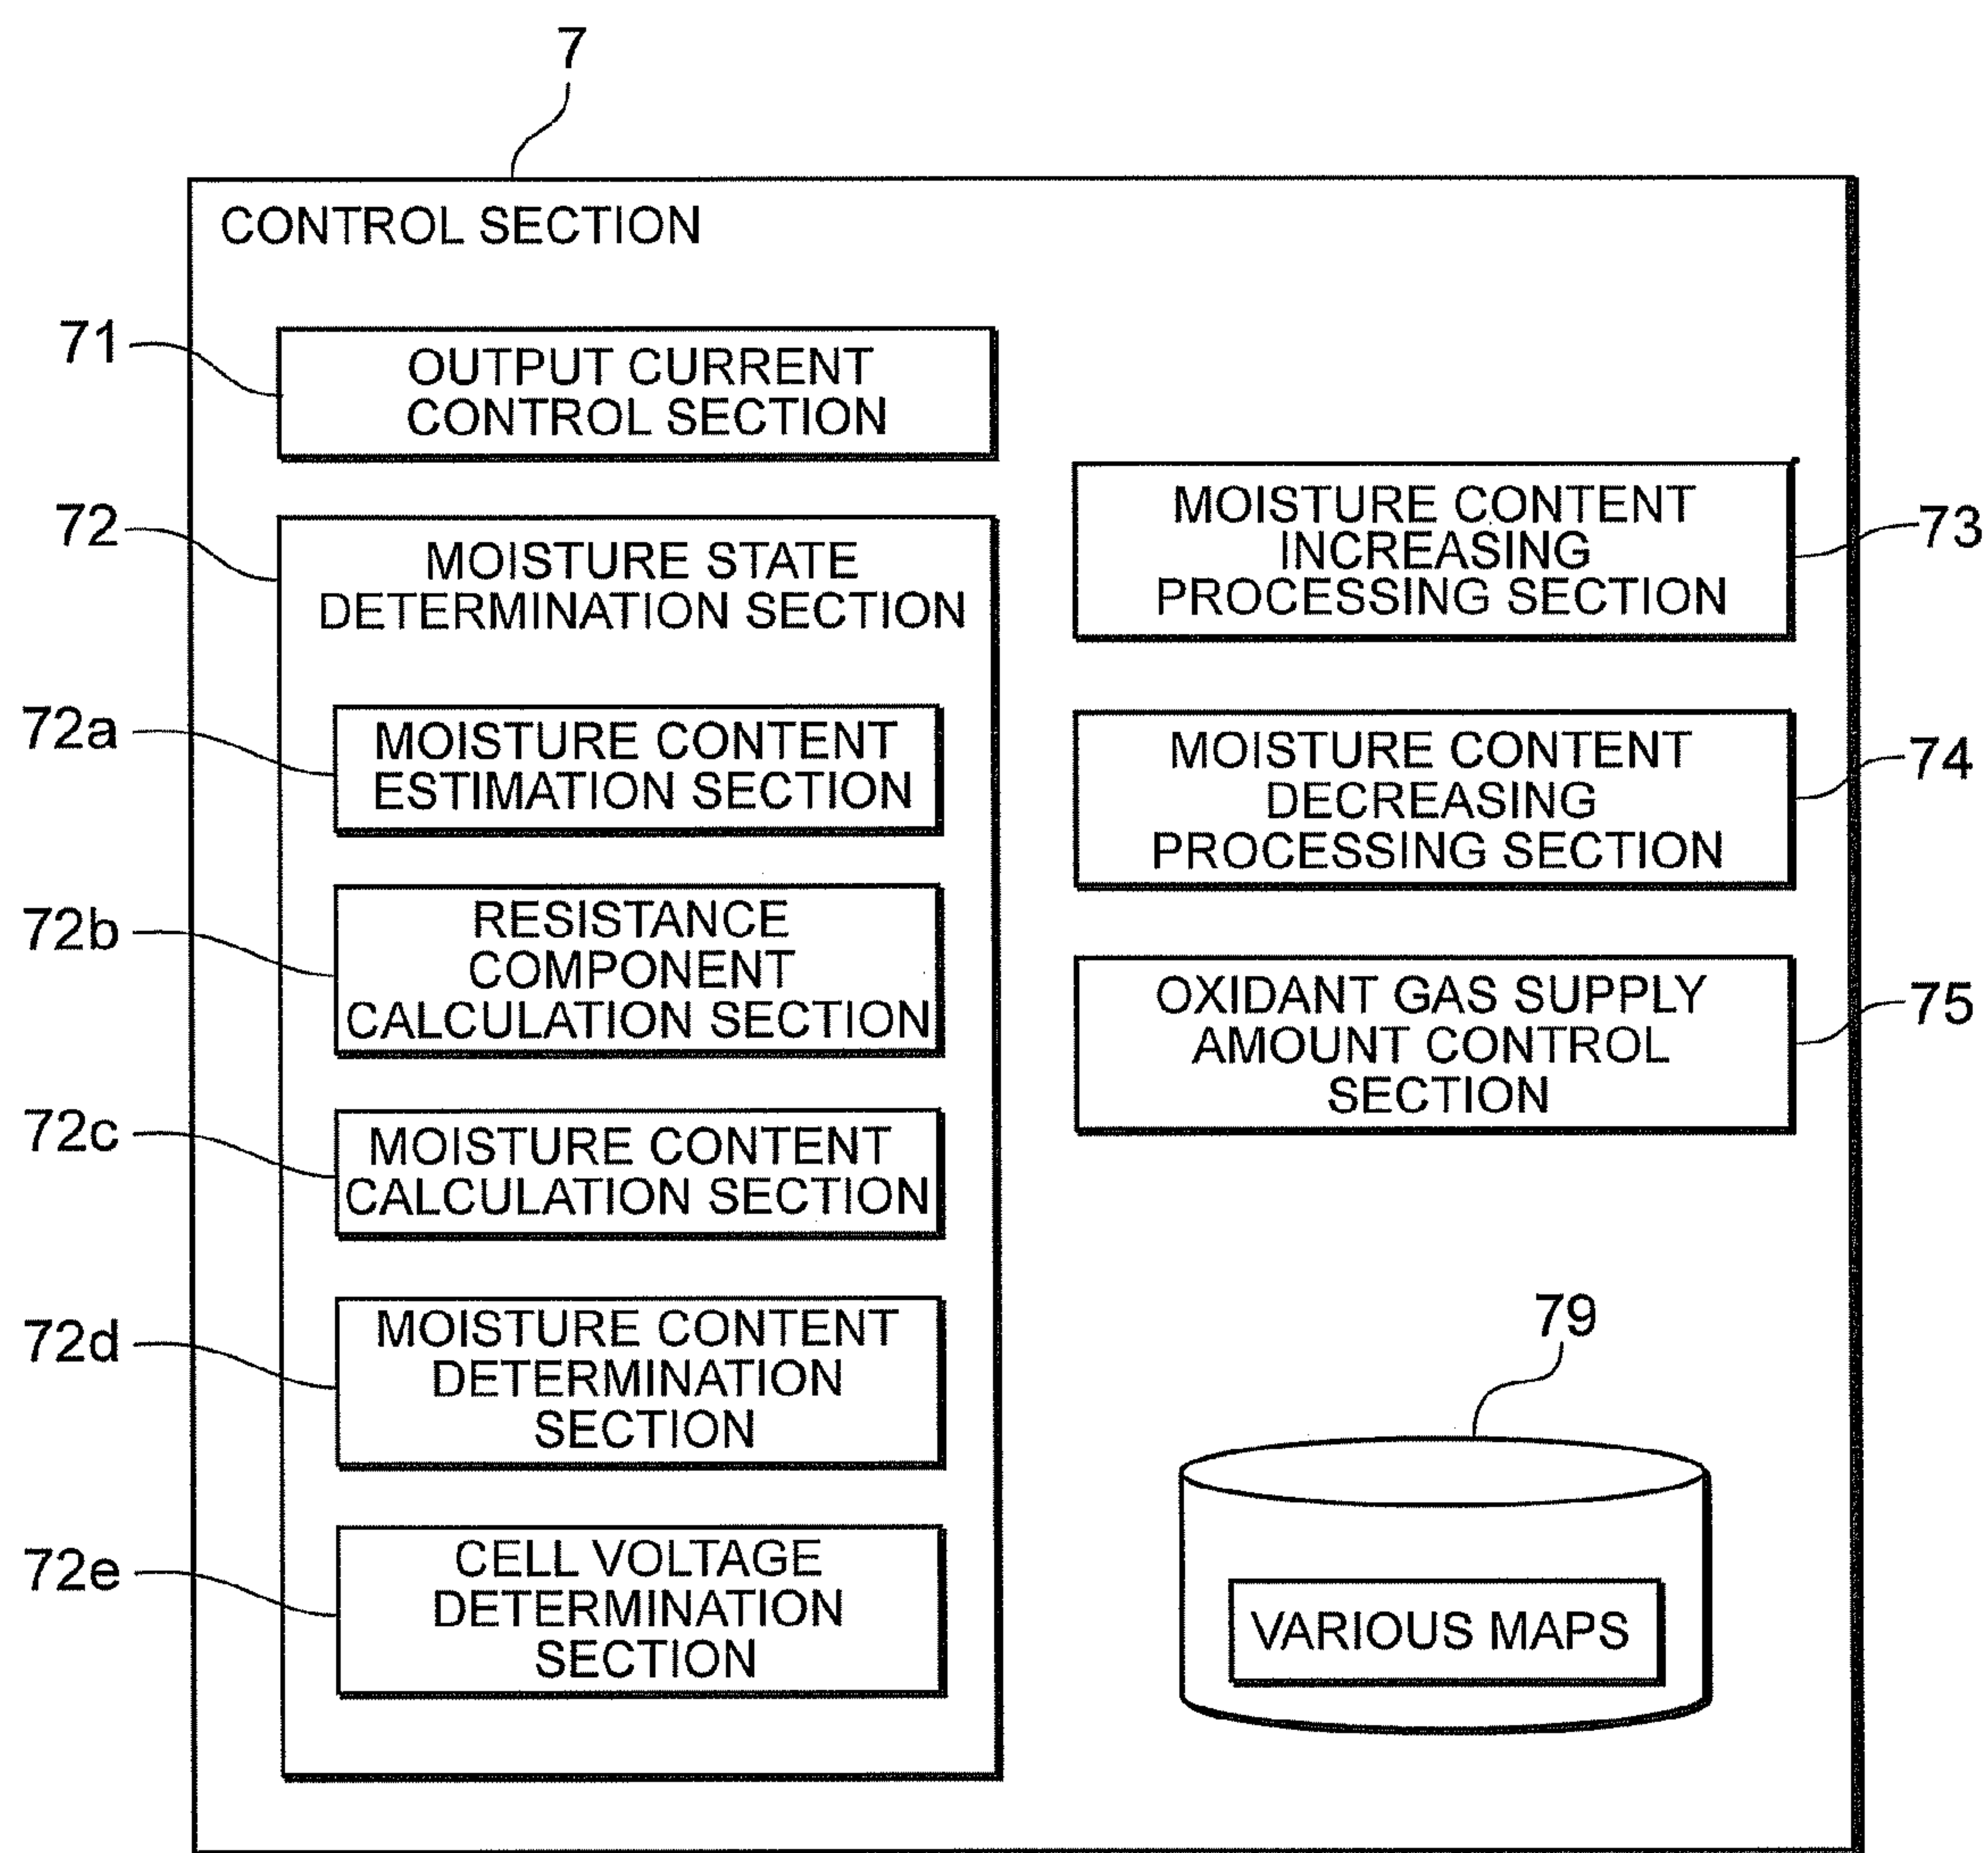 7
CONTROL SECTION
71
OUTPUT CURRENT
CONTROL SECTION
72
MOISTURE STATE
DETERMINATION SECTION
72a
MOISTURE CONTENT
ESTIMATION SECTION
72b
RESISTANCE
COMPONENT
CALCULATION SECTION
72c
MOISTURE CONTENT
CALCULATION SECTION
72d
MOISTURE CONTENT
DETERMINATION
SECTION
72e
CELL VOLTAGE
DETERMINATION
SECTION
MOISTURE CONTENT
INCREASING
PROCESSING SECTION
73
MOISTURE CONTENT
DECREASING
PROCESSING SECTION
74
OXIDANT GAS SUPPLY
AMOUNT CONTROL
SECTION
75
79
VARIOUS MAPS